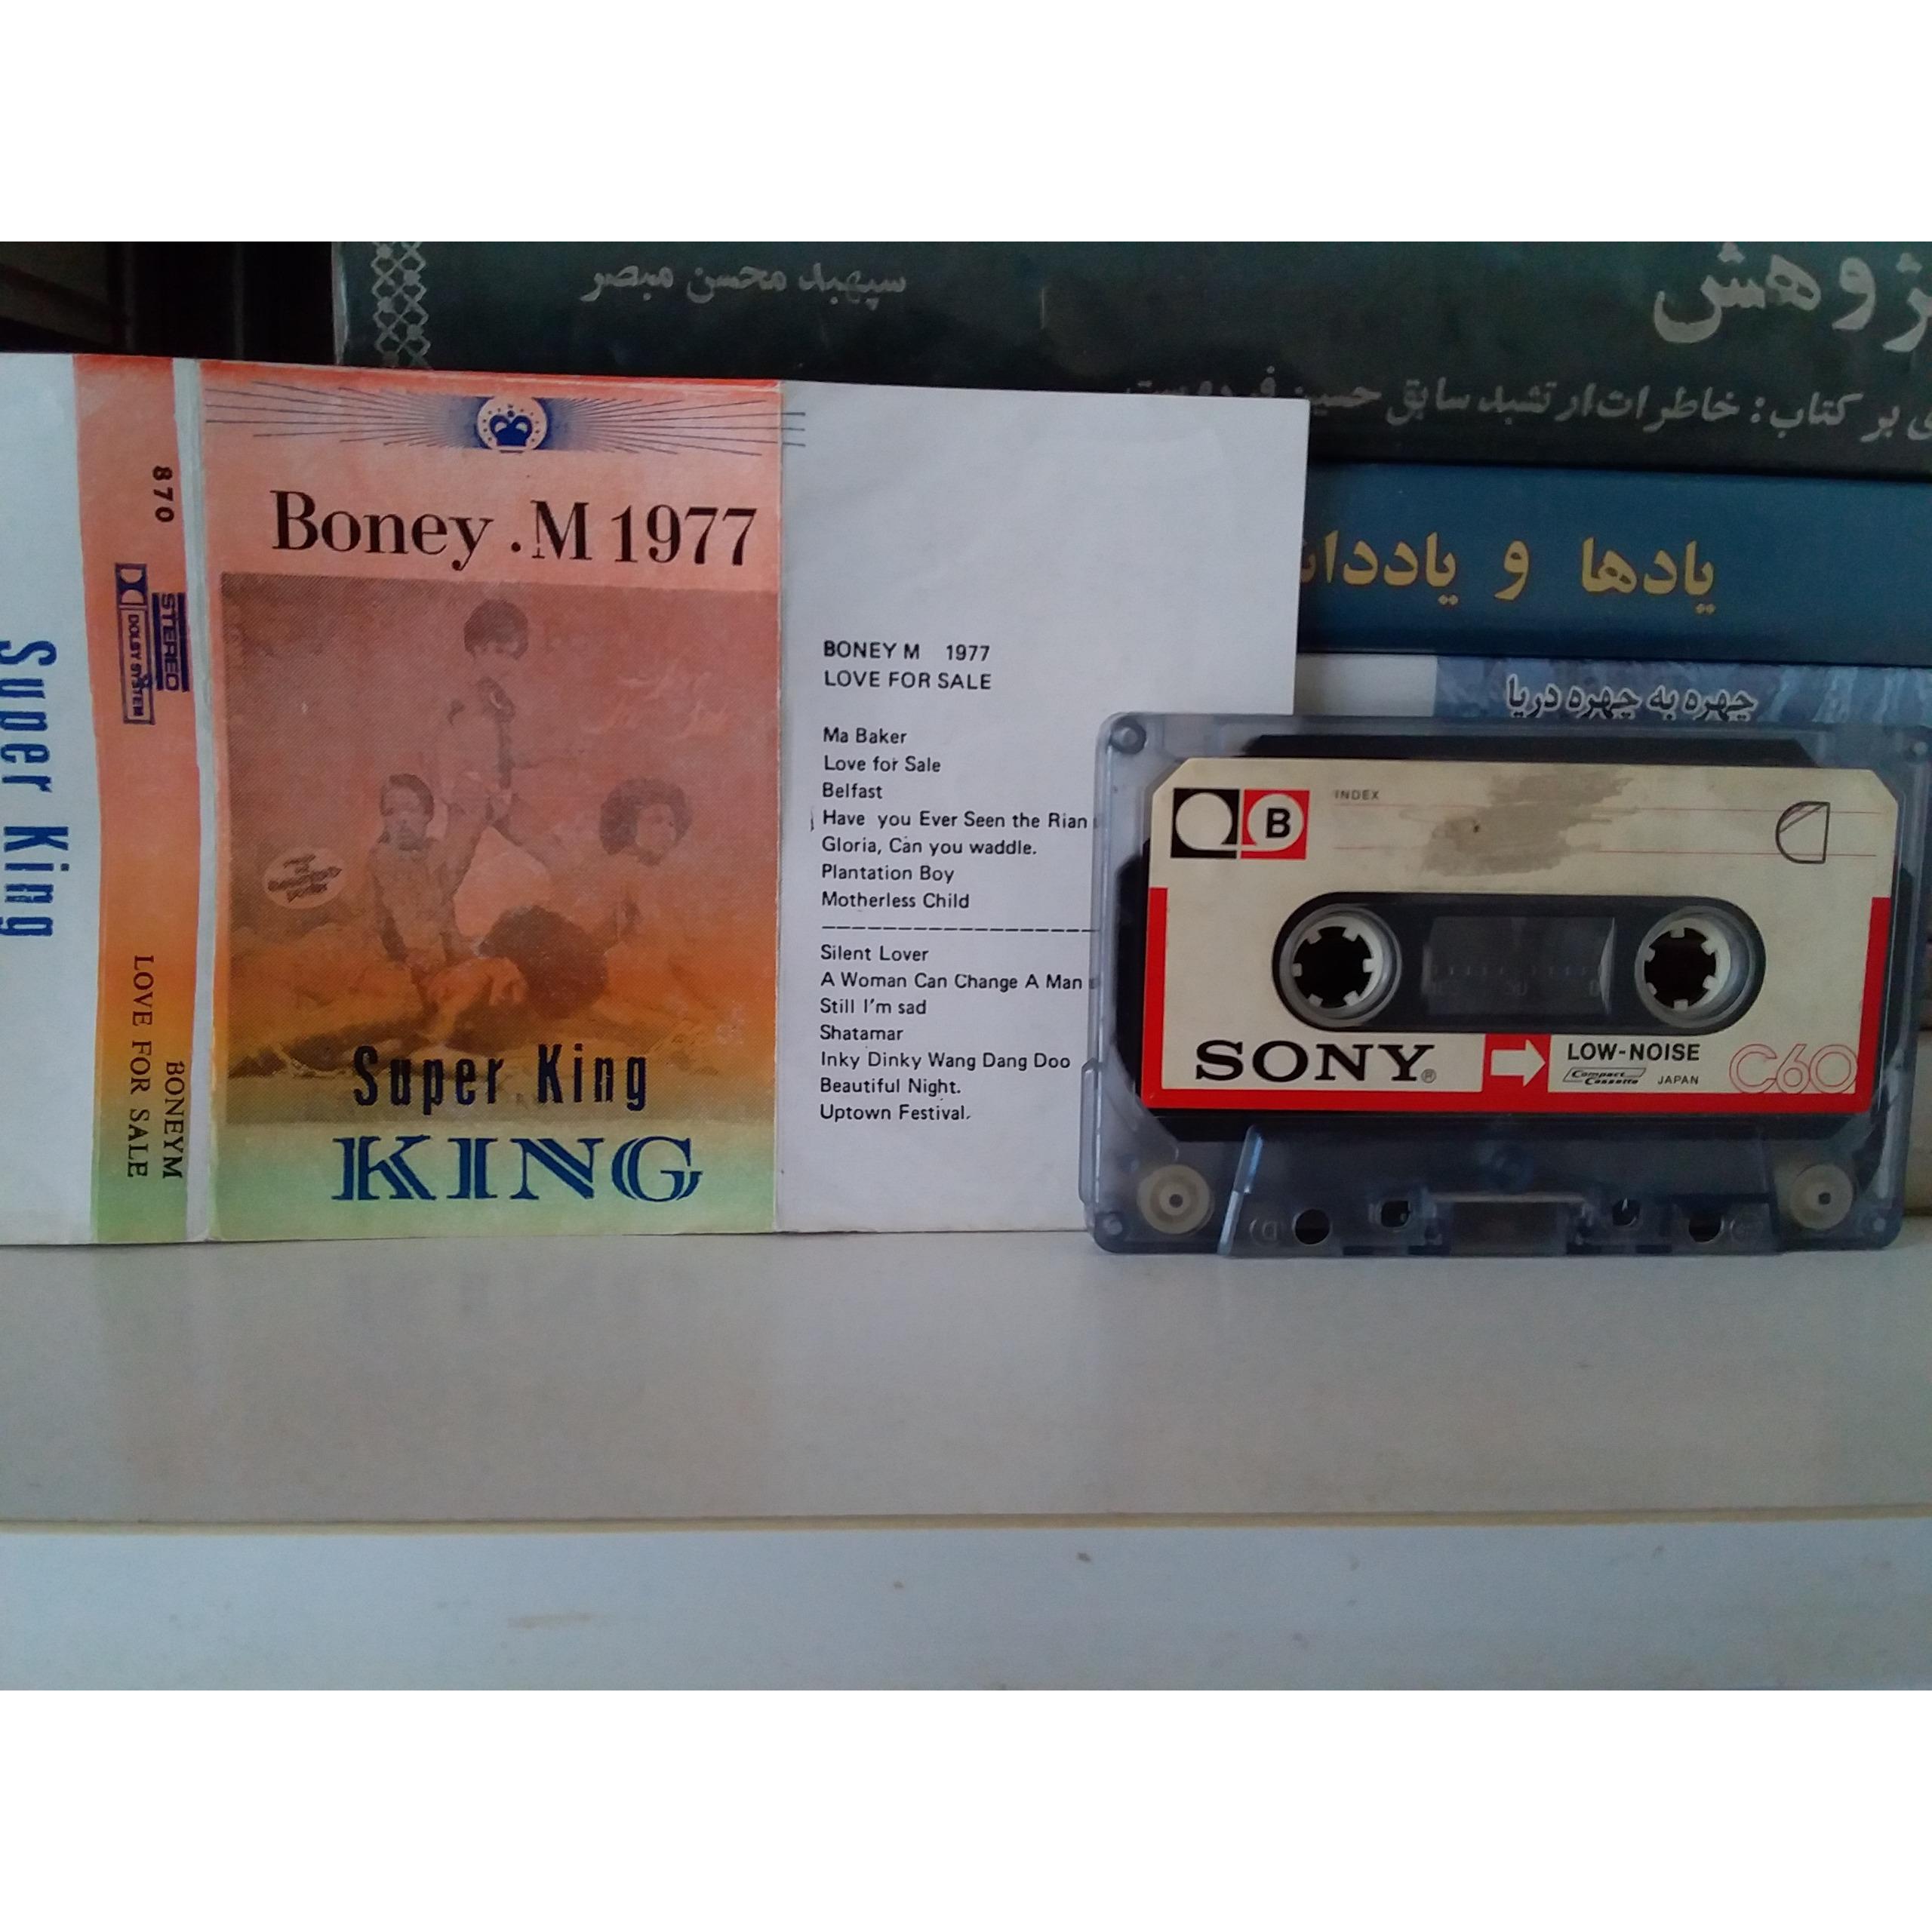 سپهبد محسن مبصر
پژوهش
بر کتاب: خاطرات ارتشبد سابق حسین
یادها و
چهره به چهره دریا
Super King
870
STEREO
DOLBY SYSTEM
BONEYM
LOVE FOR SALE
Boney .M 1977
Super King
KING
BONEY M 1977
LOVE FOR SALE
Ma Baker
Love for Sale
Belfast
Have you Ever Seen the Rian
Gloria, Can you waddle.
Plantation Boy
Motherless Child
Silent Lover
A Woman Can Change A Man
Still I'm sad
Shatamar
Inky Dinky Wang Dang Doo
Beautiful Night.
Uptown Festival.
B
INDEX
SONY®
LOW-NOISE
Compact Cassette JAPAN
C60